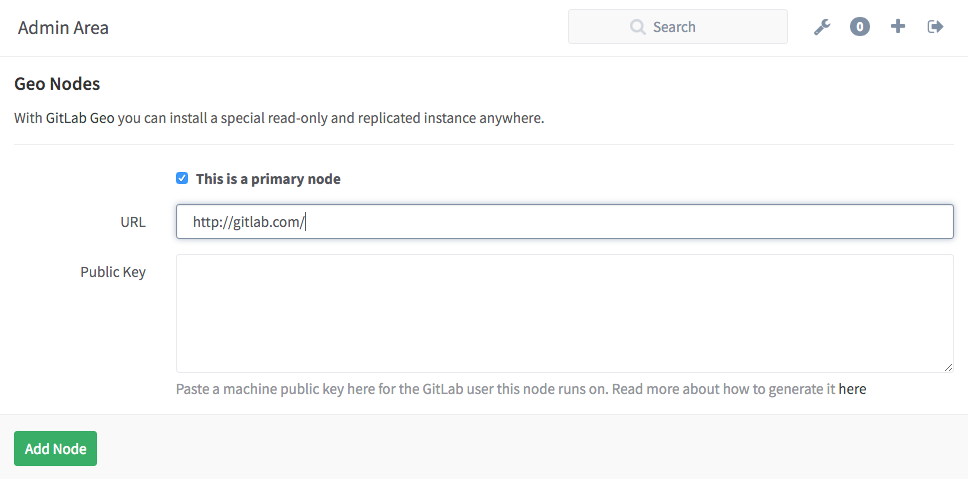 Admin Area
Search
0
Geo Nodes
With GitLab Geo you can install a special read-only and replicated instance anywhere.
This is a primary node
URL
http://gitlab.com/
Public Key
Paste a machine public key here for the GitLab user this node runs on. Read more about how to generate it here
Add Node